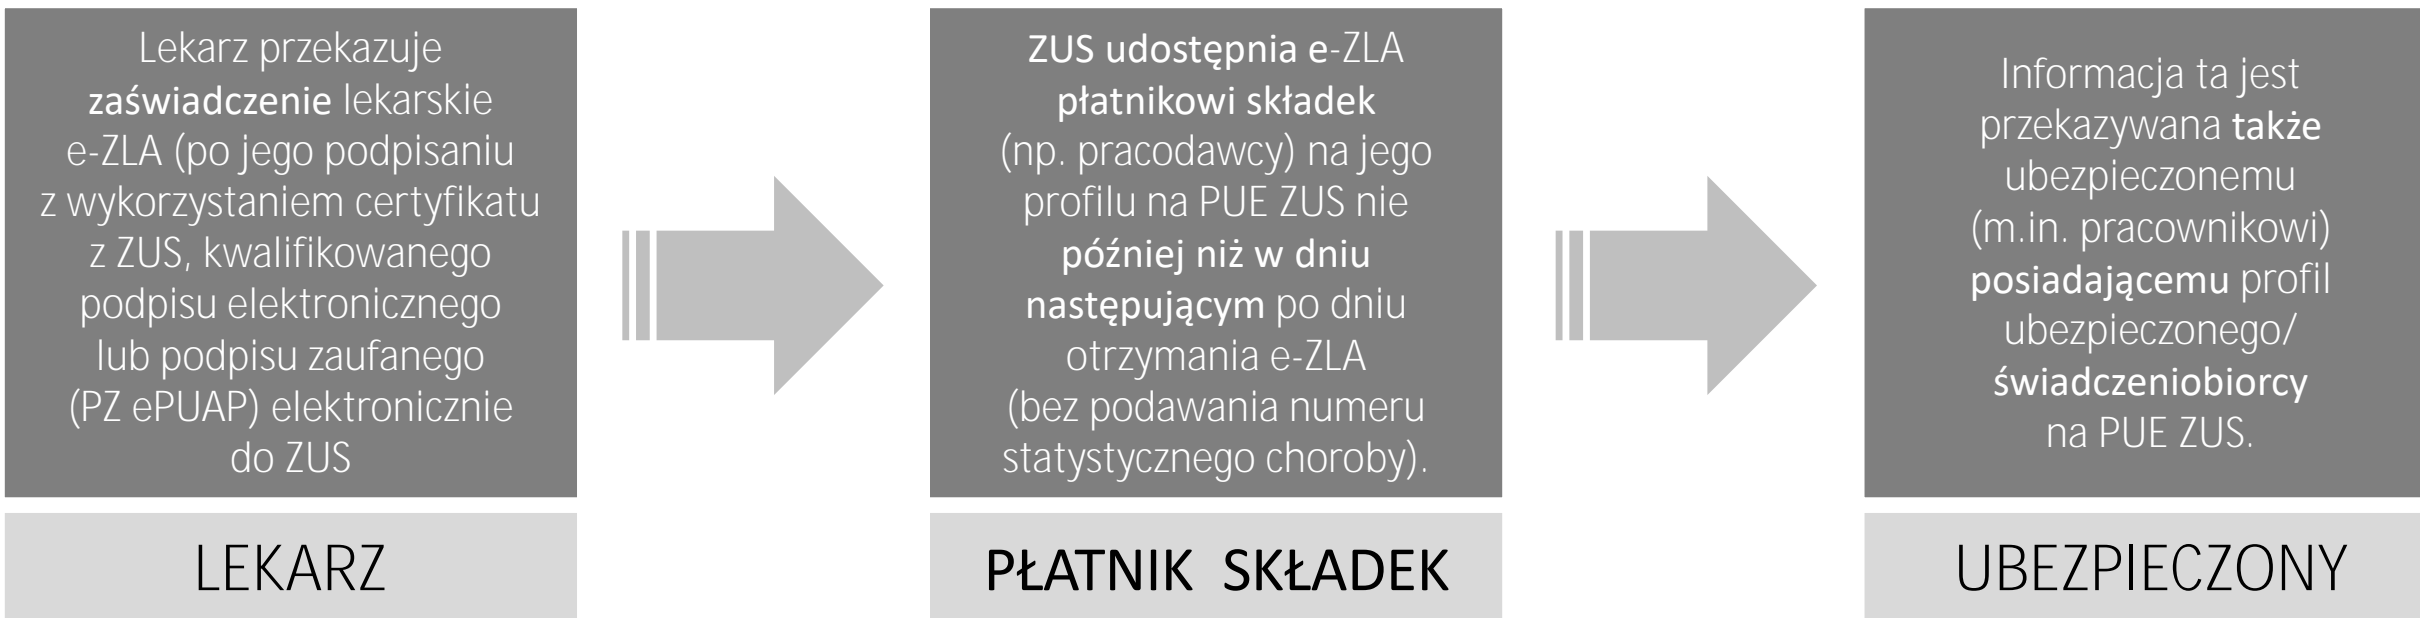 Lekarz przekazuje
zaświadczenie lekarskie
e-ZLA (po jego podpisaniu
z wykorzystaniem certyfikatu
z ZUS, kwalifikowanego
podpisu elektronicznego
lub podpisu zaufanego
(PZ ePUAP) elektronicznie
do ZUS
LEKARZ
ZUS udostępnia e-ZLA
płatnikowi składek
(np. pracodawcy) na jego
profilu na PUE ZUS nie
później niż w dniu
następującym po dniu
otrzymania e-ZLA
(bez podawania numeru
statystycznego choroby).
PŁATNIK SKŁADEK
Informacja ta jest
przekazywana także
ubezpieczonemu
(m.in. pracownikowi)
posiadającemu profil
ubezpieczonego/
świadczeniobiorcy
na PUE ZUS.
UBEZPIECZONY